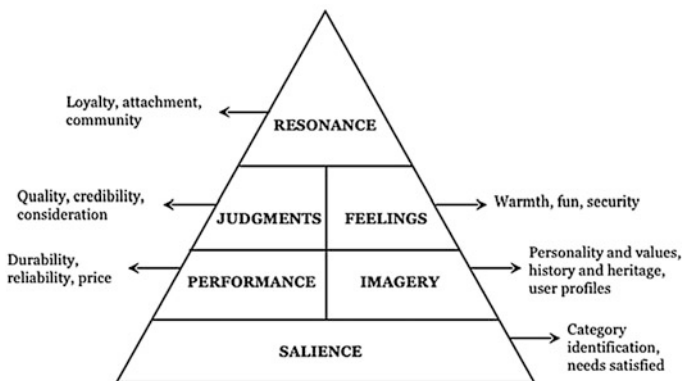 Loyalty, attachment,
community
RESONANCE
Quality, credibility,
consideration
JUDGMENTS
FEELINGS
Warmth, fun, security
Durability,
reliability, price
PERFORMANCE
IMAGERY
Personality and values,
history and heritage,
user profiles
SALIENCE
Category
identification,
needs satisfied